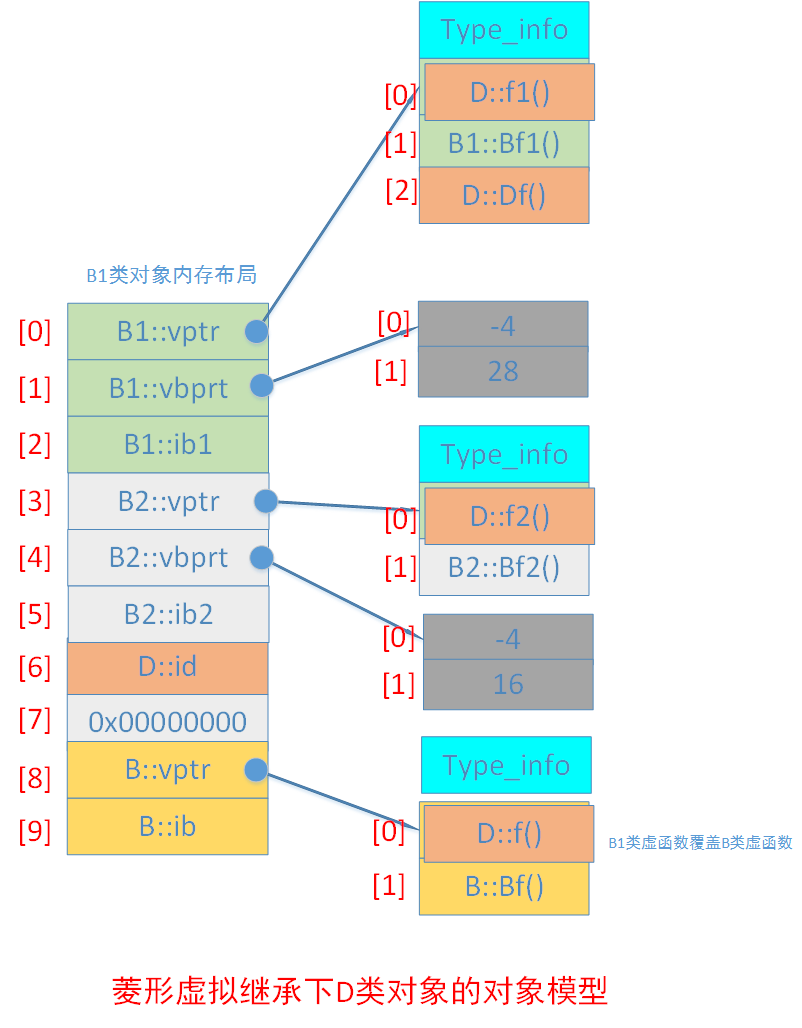 Type_info
[0] D::f1()
[1] B1::Bf1()
[2] D::Df()
B1类对象内存布局
[0] B1::vptr
[1] B1::vbprt
[2] B1::ib1
[3] B2::vptr
[4] B2::vbprt
[5] B2::ib2
[6] D::id
[7] 0x00000000
[8] B::vptr
[9] B::ib
[0] -4
[1] 28
Type_info
[0] D::f2()
[1] B2::Bf2()
[0] -4
[1] 16
Type_info
[0] D::f()
B1类虚函数覆盖B类虚函数
[1] B::Bf()
菱形虚拟继承下D类对象的对象模型